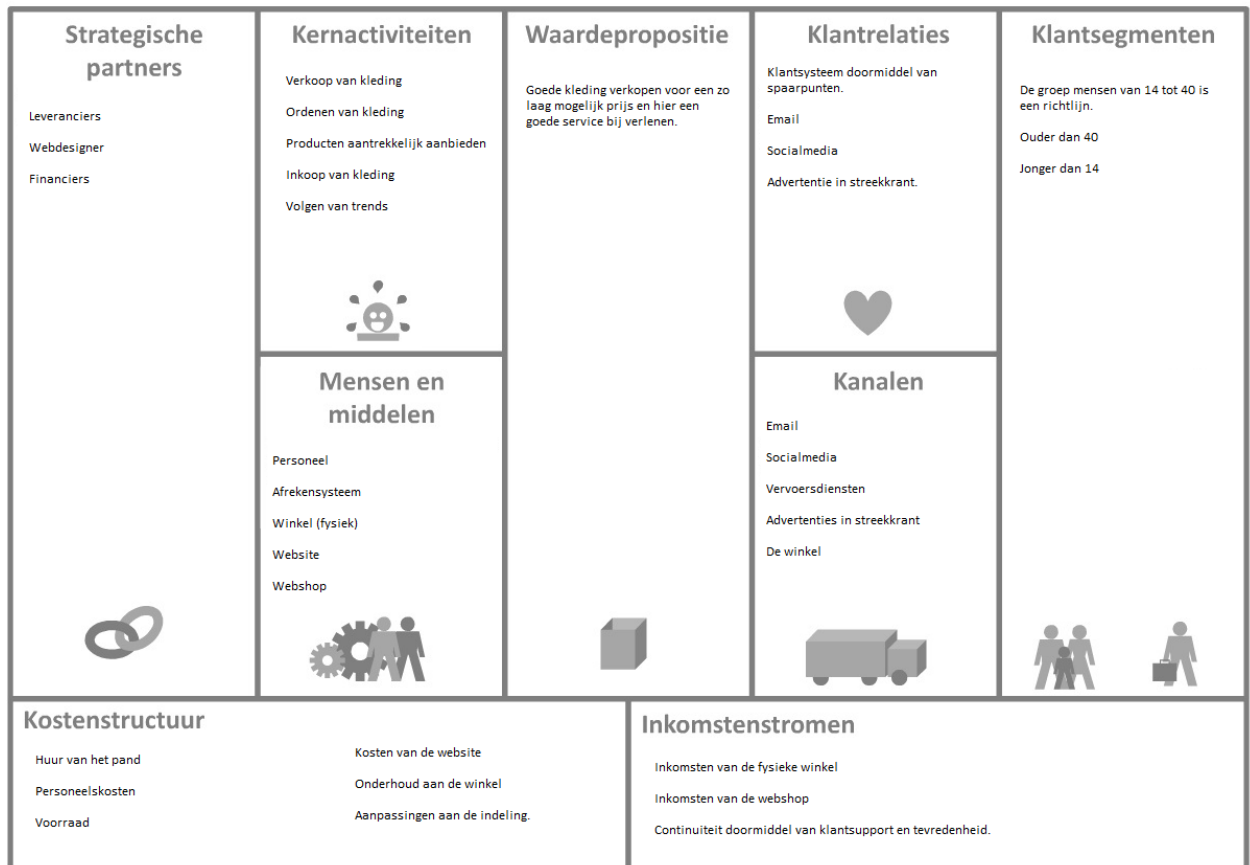 Strategische
partners
Leveranciers
Webdesigner
Financiers
Kernactiviteiten
Verkoop van kleding
Ordenen van kleding
Producten aantrekkelijk aanbieden
Inkoop van kleding
Volgen van trends
Mensen en
middelen
Personeel
Afrekensysteem
Winkel (fysiek)
Website
Webshop
Waardepropositie
Goede kleding verkopen voor een zo
laag mogelijk prijs en hier een
goede service bij verlenen.
Klantrelaties
Klantsysteem doormiddel van
spaarpunten.
Email
Socialmedia
Advertentie in streekkrant.
Kanalen
Email
Socialmedia
Vervoersdiensten
Advertenties in streekkrant
De winkel
Klantsegmenten
De groep mensen van 14 tot 40 is
een richtlijn.
Ouder dan 40
Jonger dan 14
Kostenstructuur
Huur van het pand
Personeelskosten
Voorraad
Kosten van de website
Onderhoud aan de winkel
Aanpassingen aan de indeling.
Inkomstenstromen
Inkomsten van de fysieke winkel
Inkomsten van de webshop
Continuiteit doormiddel van klantsupport en tevredenheid.